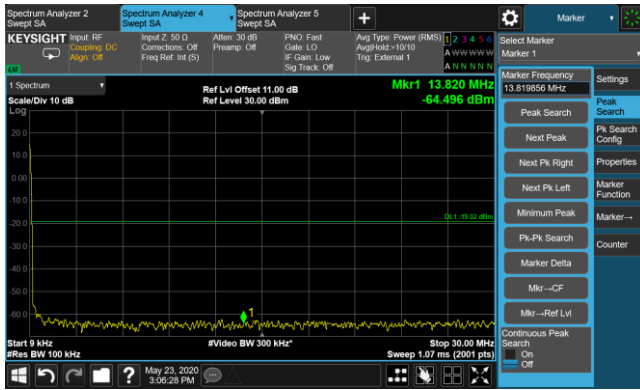 Spectrum Analyzer 2
Swept SA
Spectrum Analyzer 4
Swept SA
Spectrum Analyzer 5
Swept SA
Marker
KEYSIGHT
Input: RF
Coupling: DC
Align: Off
Input Z: 50 Ω
Corrections: Off
Freq Ref: Int (S)
Atten: 30 dB
Preamp: Off
PNO: Fast
Gate: LO
IF Gain: Low
Sig Track: Off
Avg Type: Power (RMS)
Avg|Hold >10/10
Trig: External 1
1 2 3 4 5 6
A W W W W W
A N N N N N
Select Marker
Marker 1
1 Spectrum
Scale/Div 10 dB
Log
Ref Lvl Offset 11.00 dB
Ref Level 30.00 dBm
Mkr1 13.820 MHz
-64.496 dBm
20.0
10.0
0.00
-10.0
-20.0
-30.0
-40.0
-50.0
-60.0
DL1 -19.02 dBm
1
Start 9 kHz
#Res BW 100 kHz
#Video BW 300 kHz*
Stop 30.00 MHz
Sweep 1.07 ms (2001 pts)
Marker Frequency
13.819856 MHz
Peak Search
Next Peak
Next Pk Right
Next Pk Left
Minimum Peak
Pk-Pk Search
Marker Delta
Mkr→CF
Mkr→Ref Lvl
Continuous Peak
Search
On
Off
Settings
Peak
Search
Pk Search
Config
Properties
Marker
Function
Marker→
Counter
?
May 23, 2020
3:06:28 PM